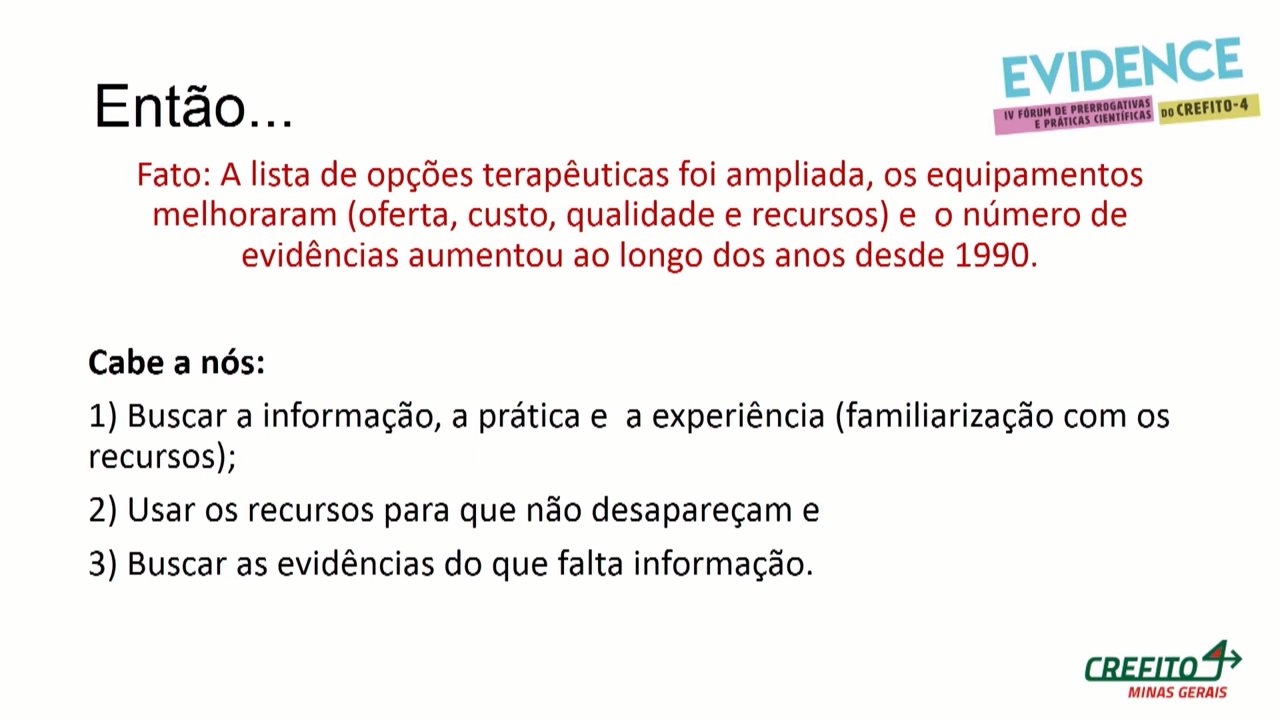 EVIDENCE
IV FÓRUM DE PRERROGATIVAS
E PRÁTICAS CIENTÍFICAS
DO CREFITO-4
Então...
Fato: A lista de opções terapêuticas foi ampliada, os equipamentos
melhoraram (oferta, custo, qualidade e recursos) e  o número de
evidências aumentou ao longo dos anos desde 1990.
Cabe a nós:
1) Buscar a informação, a prática e  a experiência (familiarização com os
recursos);
2) Usar os recursos para que não desapareçam e
3) Buscar as evidências do que falta informação.
CREFITO 4
MINAS GERAIS